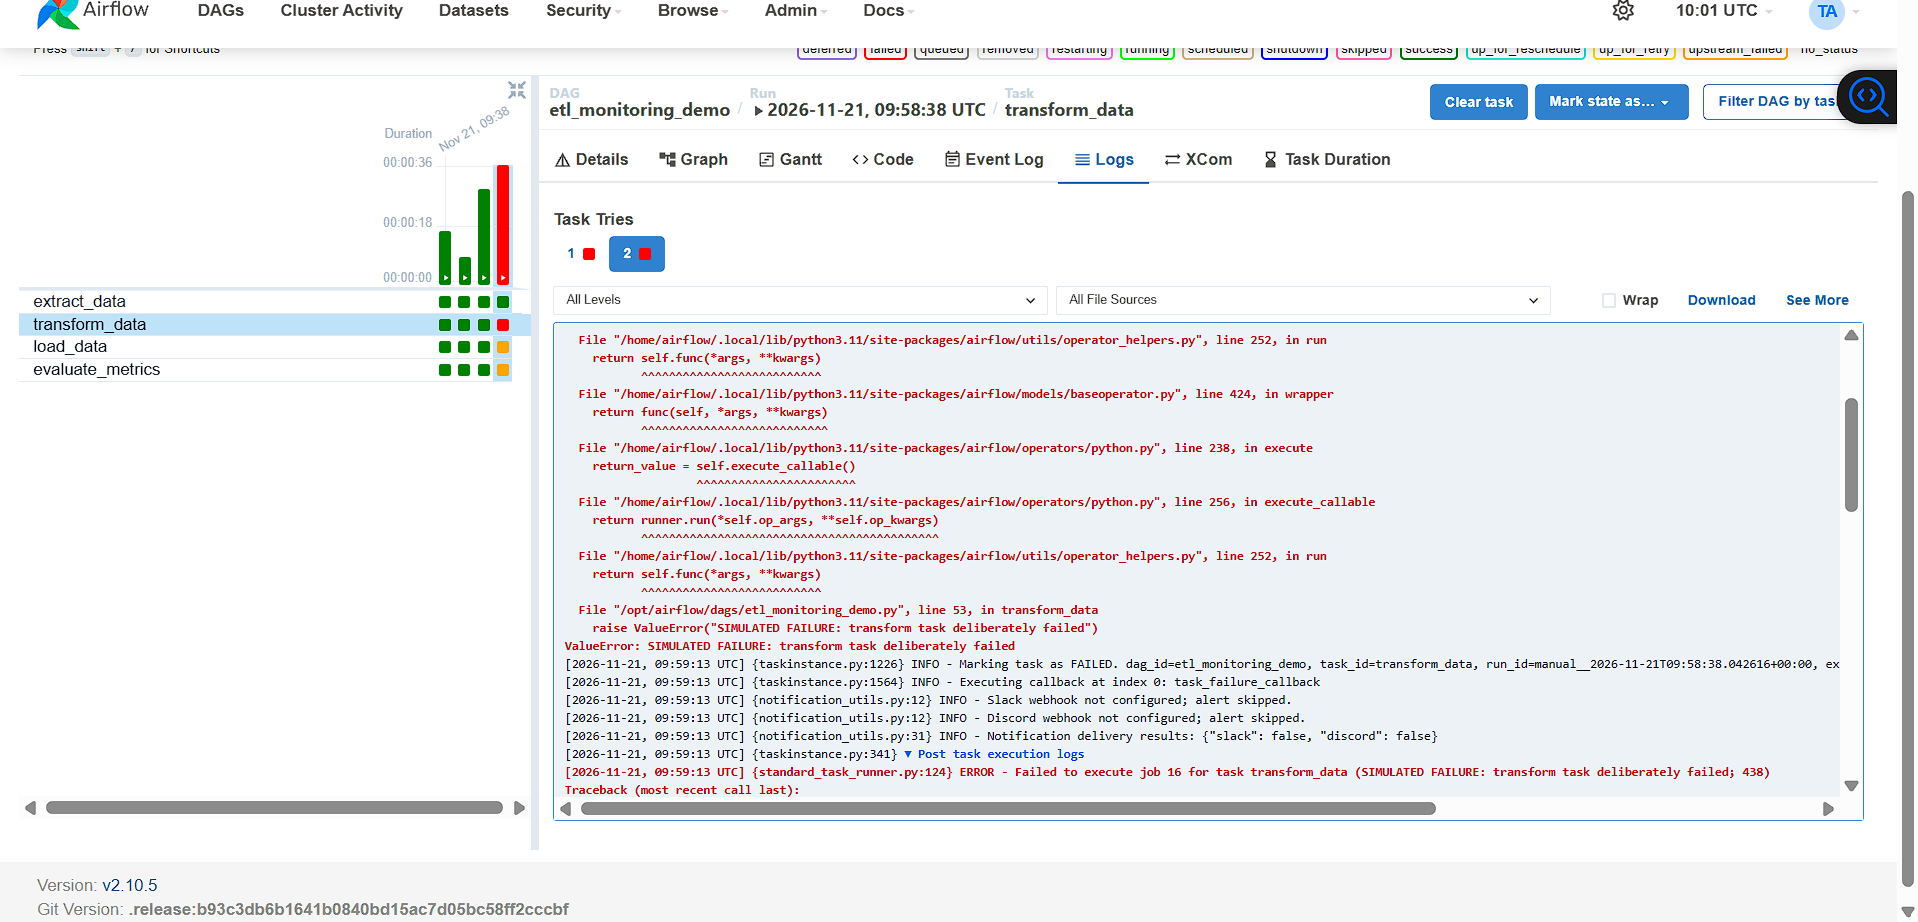 Airflow
DAGs
Cluster Activity
Datasets
Security
Browse
Admin
Docs
10:01 UTC
TA
Press shift + / for Shortcuts
deferred
failed
queued
removed
restarting
running
scheduled
shutdown
skipped
success
up_for_reschedule
up_for_retry
upstream_failed
no_status
Duration
Nov 21, 09:38
00:00:36
00:00:18
00:00:00
extract_data
transform_data
load_data
evaluate_metrics
DAG
etl_monitoring_demo
/
Run
2026-11-21, 09:58:38 UTC
/
Task
transform_data
Clear task
Mark state as...
Filter DAG by tas
Details
Graph
Gantt
Code
Event Log
Logs
XCom
Task Duration
Task Tries
1
2
All Levels
All File Sources
Wrap
Download
See More
File "/home/airflow/.local/lib/python3.11/site-packages/airflow/utils/operator_helpers.py", line 252, in run
return self.func(*args, **kwargs)
^^^^^^^^^^^^^^^^^^^^^^^^^^
File "/home/airflow/.local/lib/python3.11/site-packages/airflow/models/baseoperator.py", line 424, in wrapper
return func(self, *args, **kwargs)
^^^^^^^^^^^^^^^^^^^^^^^^^^^
File "/home/airflow/.local/lib/python3.11/site-packages/airflow/operators/python.py", line 238, in execute
return_value = self.execute_callable()
^^^^^^^^^^^^^^^^^^^^^^^
File "/home/airflow/.local/lib/python3.11/site-packages/airflow/operators/python.py", line 256, in execute_callable
return runner.run(*self.op_args, **self.op_kwargs)
^^^^^^^^^^^^^^^^^^^^^^^^^^^^^^^^^^^^^^^^^^^
File "/home/airflow/.local/lib/python3.11/site-packages/airflow/utils/operator_helpers.py", line 252, in run
return self.func(*args, **kwargs)
^^^^^^^^^^^^^^^^^^^^^^^^^^
File "/opt/airflow/dags/etl_monitoring_demo.py", line 53, in transform_data
raise ValueError("SIMULATED FAILURE: transform task deliberately failed")
ValueError: SIMULATED FAILURE: transform task deliberately failed
[2026-11-21, 09:59:13 UTC] {taskinstance.py:1226} INFO - Marking task as FAILED. dag_id=etl_monitoring_demo, task_id=transform_data, run_id=manual__2026-11-21T09:58:38.042616+00:00, ex
[2026-11-21, 09:59:13 UTC] {taskinstance.py:1564} INFO - Executing callback at index 0: task_failure_callback
[2026-11-21, 09:59:13 UTC] {notification_utils.py:12} INFO - Slack webhook not configured; alert skipped.
[2026-11-21, 09:59:13 UTC] {notification_utils.py:12} INFO - Discord webhook not configured; alert skipped.
[2026-11-21, 09:59:13 UTC] {notification_utils.py:31} INFO - Notification delivery results: {"slack": false, "discord": false}
[2026-11-21, 09:59:13 UTC] {taskinstance.py:341} ▼ Post task execution logs
[2026-11-21, 09:59:13 UTC] {standard_task_runner.py:124} ERROR - Failed to execute job 16 for task transform_data (SIMULATED FAILURE: transform task deliberately failed; 438)
Traceback (most recent call last):
Version: v2.10.5
Git Version: .release:b93c3db6b1641b0840bd15ac7d05bc58ff2cccbf